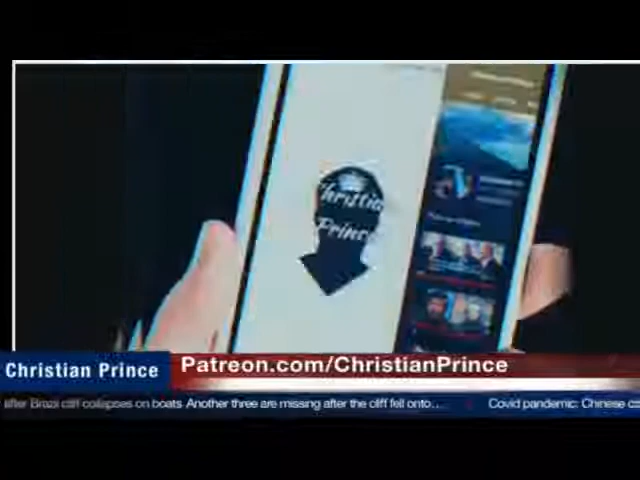 Christian
Prince
Christian Prince
Patreon.com/ChristianPrince
after Brazil cliff collapses on boats. Another three are missing after the cliff fell onto...
Covid pandemic: Chinese